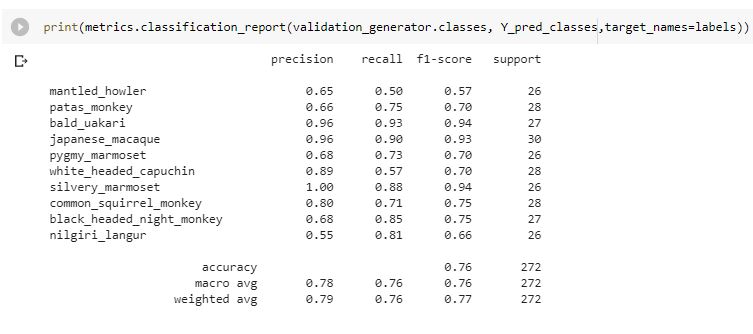 print(metrics.classification_report(validation_generator.classes, Y_pred_classes,target_names=labels))
precision recall f1-score support
mantled_howler 0.65 0.50 0.57 26
patas_monkey 0.66 0.75 0.70 28
bald_uakari 0.96 0.93 0.94 27
japanese_macaque 0.96 0.90 0.93 30
pygmy_marmoset 0.68 0.73 0.70 26
white_headed_capuchin 0.89 0.57 0.70 28
silvery_marmoset 1.00 0.88 0.94 26
common_squirrel_monkey 0.80 0.71 0.75 28
black_headed_night_monkey 0.68 0.85 0.75 27
nilgiri_langur 0.55 0.81 0.66 26
accuracy 0.76 272
macro avg 0.78 0.76 0.76 272
weighted avg 0.79 0.76 0.77 272